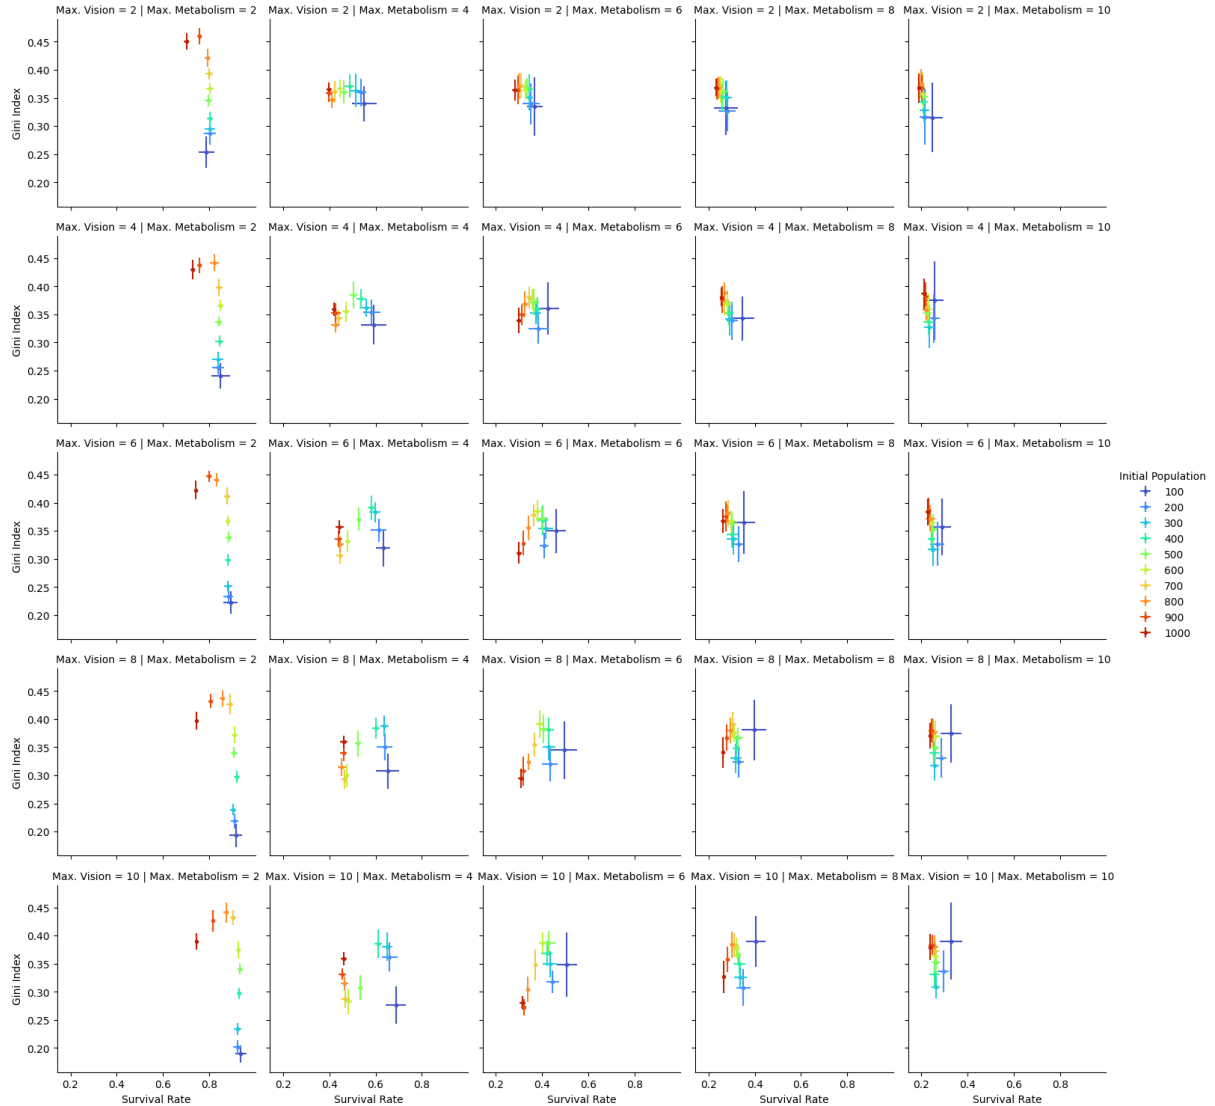 Max. Vision = 2 | Max. Metabolism = 2
Max. Vision = 2 | Max. Metabolism = 4
Max. Vision = 2 | Max. Metabolism = 6
Max. Vision = 2 | Max. Metabolism = 8
Max. Vision = 2 | Max. Metabolism = 10
0.45
0.40
0.35
0.30
0.25
0.20
Gini Index
Max. Vision = 4 | Max. Metabolism = 2
Max. Vision = 4 | Max. Metabolism = 4
Max. Vision = 4 | Max. Metabolism = 6
Max. Vision = 4 | Max. Metabolism = 8
Max. Vision = 4 | Max. Metabolism = 10
0.45
0.40
0.35
0.30
0.25
0.20
Gini Index
Max. Vision = 6 | Max. Metabolism = 2
Max. Vision = 6 | Max. Metabolism = 4
Max. Vision = 6 | Max. Metabolism = 6
Max. Vision = 6 | Max. Metabolism = 8
Max. Vision = 6 | Max. Metabolism = 10
0.45
0.40
0.35
0.30
0.25
0.20
Gini Index
Initial Population
100
200
300
400
500
600
700
800
900
1000
Max. Vision = 8 | Max. Metabolism = 2
Max. Vision = 8 | Max. Metabolism = 4
Max. Vision = 8 | Max. Metabolism = 6
Max. Vision = 8 | Max. Metabolism = 8
Max. Vision = 8 | Max. Metabolism = 10
0.45
0.40
0.35
0.30
0.25
0.20
Gini Index
Max. Vision = 10 | Max. Metabolism = 2
Max. Vision = 10 | Max. Metabolism = 4
Max. Vision = 10 | Max. Metabolism = 6
Max. Vision = 10 | Max. Metabolism = 8
Max. Vision = 10 | Max. Metabolism = 10
0.45
0.40
0.35
0.30
0.25
0.20
Gini Index
0.2 0.4 0.6 0.8
0.2 0.4 0.6 0.8
0.2 0.4 0.6 0.8
0.2 0.4 0.6 0.8
0.2 0.4 0.6 0.8
Survival Rate
Survival Rate
Survival Rate
Survival Rate
Survival Rate